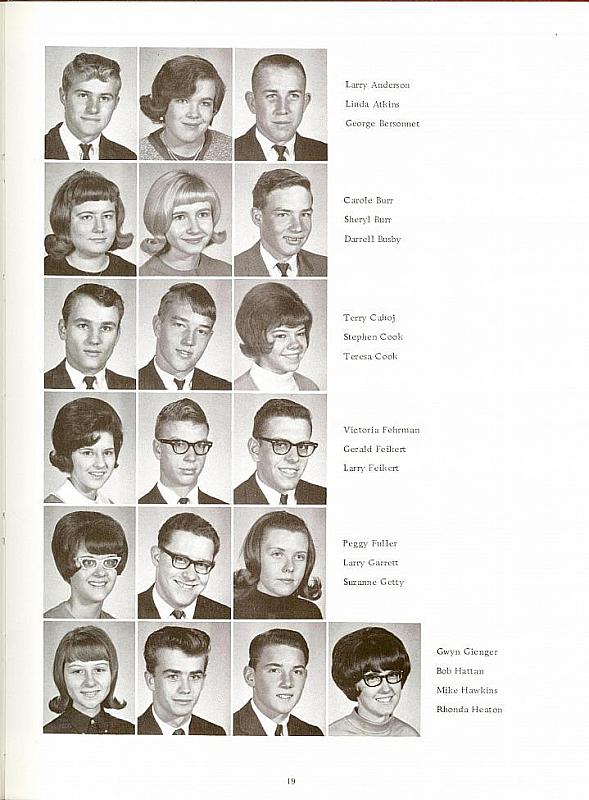 Larry Anderson
Linda Atkins
George Bersonnet
Carole Burr
Sheryl Burr
Darrell Busby
Terry Cahoj
Stephen Cook
Teresa Cook
Victoria Fehrman
Gerald Feikert
Larry Feikert
Peggy Fuller
Larry Garrett
Suzanne Getty
Gwyn Gienger
Bob Hattan
Mike Hawkins
Rhonda Heaton
19